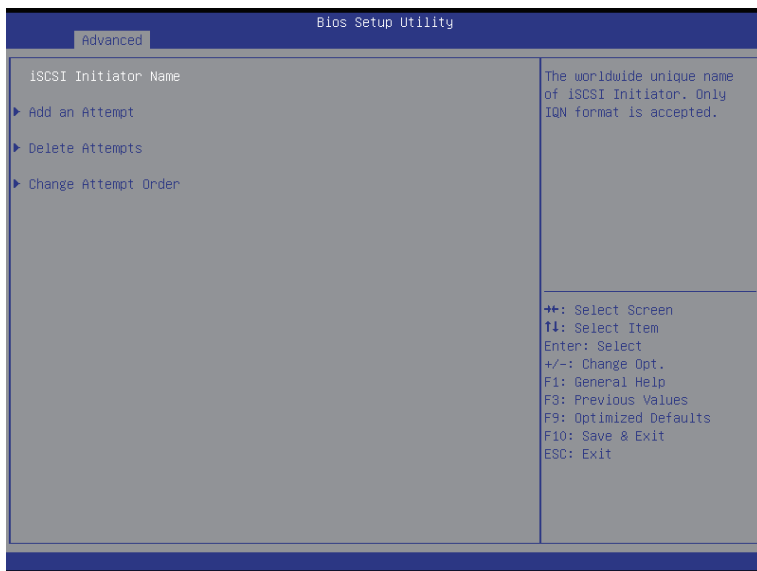 Bios Setup Utility
Advanced
iSCSI Initiator Name
Add an Attempt
Delete Attempts
Change Attempt Order
The worldwide unique name
of iSCSI Initiator. Only
IQN format is accepted.
→←: Select Screen
↑↓: Select Item
Enter: Select
+/-: Change Opt.
F1: General Help
F3: Previous Values
F9: Optimized Defaults
F10: Save & Exit
ESC: Exit